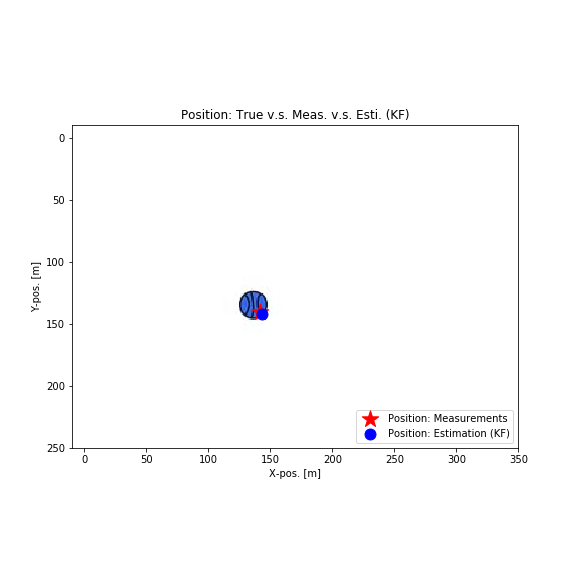 Position: True v.s. Meas. v.s. Esti. (KF)
0
50
100
150
200
250
Y-pos. [m]
Position: Measurements
Position: Estimation (KF)
0 50 100 150 200 250 300 350
X-pos. [m]